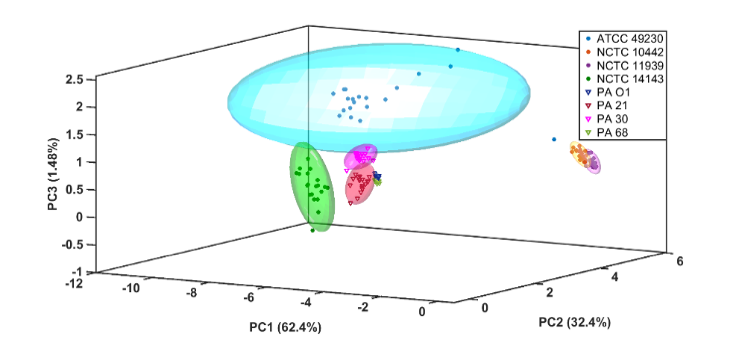 ATCC 49230
NCTC 10442
NCTC 11939
NCTC 14143
PA O1
PA 21
PA 30
PA 68
2.5
2
1.5
1
0.5
0
-0.5
-1
PC3 (1.48%)
-12
-10
-8
-6
-4
-2
0
PC1 (62.4%)
0
2
4
6
PC2 (32.4%)